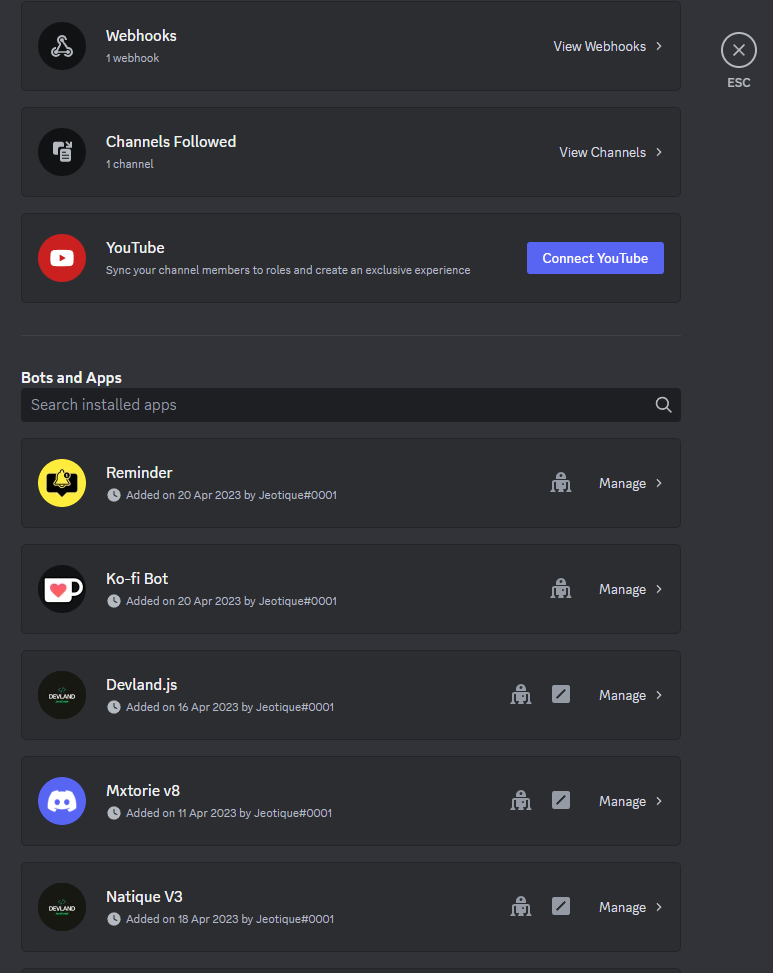 Webhooks
1 webhook
View Webhooks
ESC
Channels Followed
1 channel
View Channels
YouTube
Sync your channel members to roles and create an exclusive experience
Connect YouTube
Bots and Apps
Search installed apps
Reminder
Added on 20 Apr 2023 by Jeotique#0001
Manage
Ko-fi Bot
Added on 20 Apr 2023 by Jeotique#0001
Manage
DEVLAND
Devland.js
Added on 16 Apr 2023 by Jeotique#0001
Manage
Mxtorie v8
Added on 11 Apr 2023 by Jeotique#0001
Manage
DEVLAND
Natique V3
Added on 18 Apr 2023 by Jeotique#0001
Manage